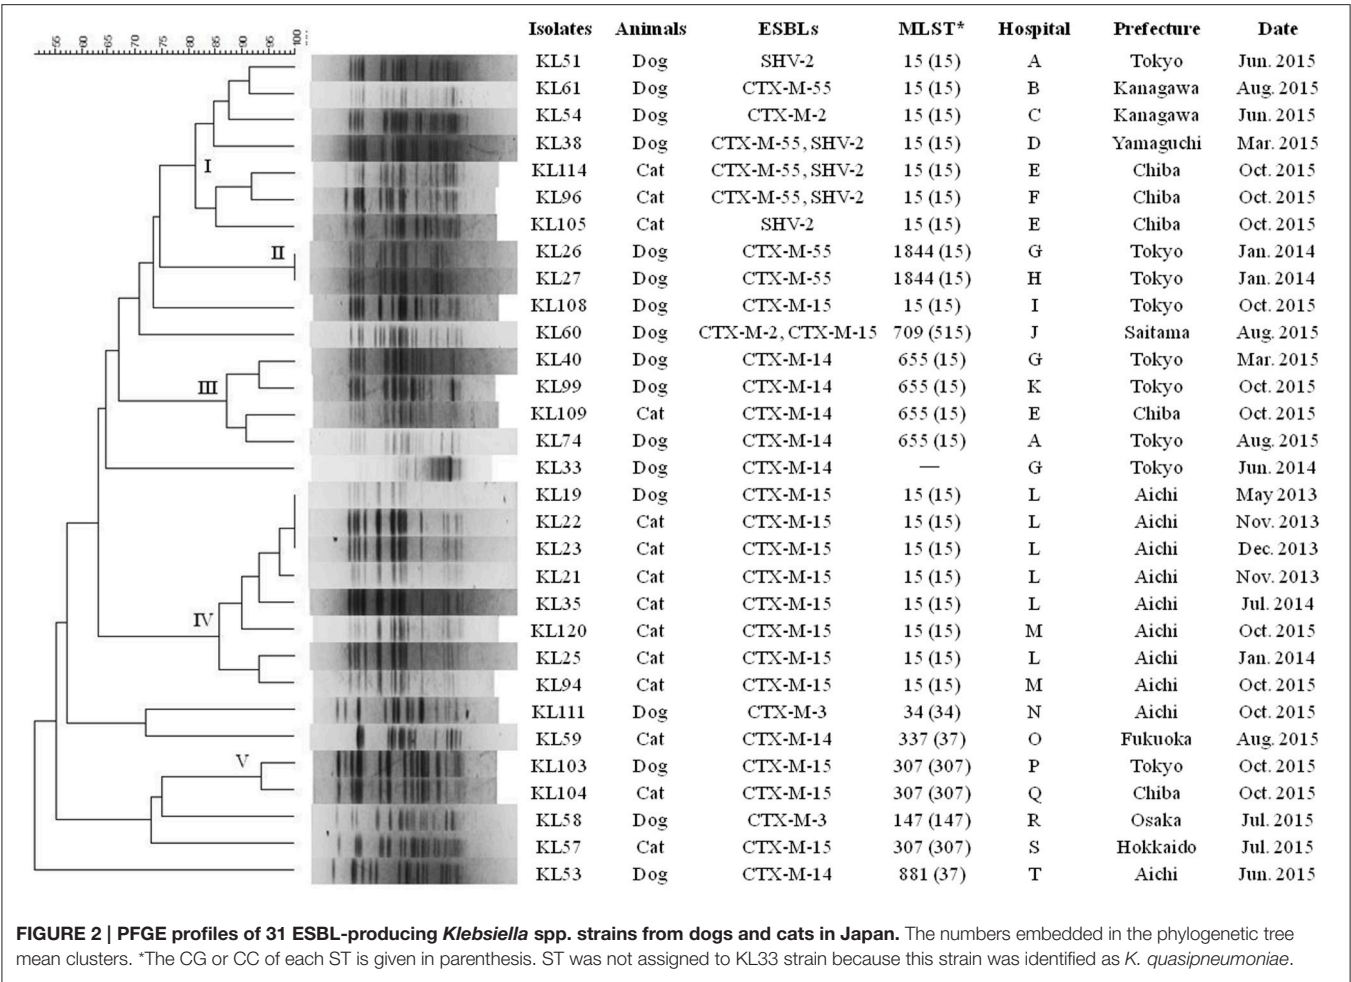 55 60 65 70 75 80 85 90 95 100
Isolates Animals ESBLs MLST* Hospital Prefecture Date
KL51 Dog SHV-2 15 (15) A Tokyo Jun. 2015
KL61 Dog CTX-M-55 15 (15) B Kanagawa Aug. 2015
KL54 Dog CTX-M-2 15 (15) C Kanagawa Jun. 2015
KL38 Dog CTX-M-55, SHV-2 15 (15) D Yamaguchi Mar. 2015
I KL114 Cat CTX-M-55, SHV-2 15 (15) E Chiba Oct. 2015
KL96 Cat CTX-M-55, SHV-2 15 (15) F Chiba Oct. 2015
KL105 Cat SHV-2 15 (15) E Chiba Oct. 2015
II KL26 Dog CTX-M-55 1844 (15) G Tokyo Jan. 2014
KL27 Dog CTX-M-55 1844 (15) H Tokyo Jan. 2014
KL108 Dog CTX-M-15 15 (15) I Tokyo Oct. 2015
KL60 Dog CTX-M-2, CTX-M-15 709 (515) J Saitama Aug. 2015
KL40 Dog CTX-M-14 655 (15) G Tokyo Mar. 2015
III KL99 Dog CTX-M-14 655 (15) K Tokyo Oct. 2015
KL109 Cat CTX-M-14 655 (15) E Chiba Oct. 2015
KL74 Dog CTX-M-14 655 (15) A Tokyo Aug. 2015
KL33 Dog CTX-M-14 — G Tokyo Jun. 2014
KL19 Dog CTX-M-15 15 (15) L Aichi May 2013
KL22 Cat CTX-M-15 15 (15) L Aichi Nov. 2013
KL23 Cat CTX-M-15 15 (15) L Aichi Dec. 2013
KL21 Cat CTX-M-15 15 (15) L Aichi Nov. 2013
KL35 Cat CTX-M-15 15 (15) L Aichi Jul. 2014
IV KL120 Cat CTX-M-15 15 (15) M Aichi Oct. 2015
KL25 Cat CTX-M-15 15 (15) L Aichi Jan. 2014
KL94 Cat CTX-M-15 15 (15) M Aichi Oct. 2015
KL111 Dog CTX-M-3 34 (34) N Aichi Oct. 2015
KL59 Cat CTX-M-14 337 (37) O Fukuoka Aug. 2015
V KL103 Dog CTX-M-15 307 (307) P Tokyo Oct. 2015
KL104 Cat CTX-M-15 307 (307) Q Chiba Oct. 2015
KL58 Dog CTX-M-3 147 (147) R Osaka Jul. 2015
KL57 Cat CTX-M-15 307 (307) S Hokkaido Jul. 2015
KL53 Dog CTX-M-14 881 (37) T Aichi Jun. 2015
FIGURE 2 | PFGE profiles of 31 ESBL-producing Klebsiella spp. strains from dogs and cats in Japan. The numbers embedded in the phylogenetic tree
mean clusters. *The CG or CC of each ST is given in parenthesis. ST was not assigned to KL33 strain because this strain was identified as K. quasipneumoniae.